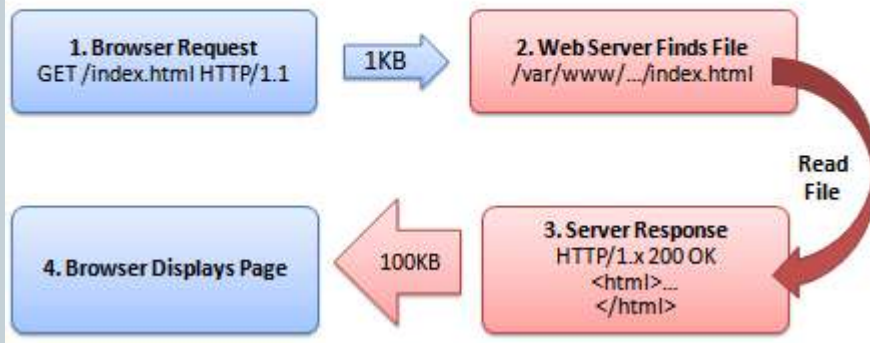 1. Browser Request
GET /index.html HTTP/1.1
1KB
2. Web Server Finds File
/var/www/.../index.html
Read
File
3. Server Response
HTTP/1.x 200 OK
<html>...
</html>
100KB
4. Browser Displays Page